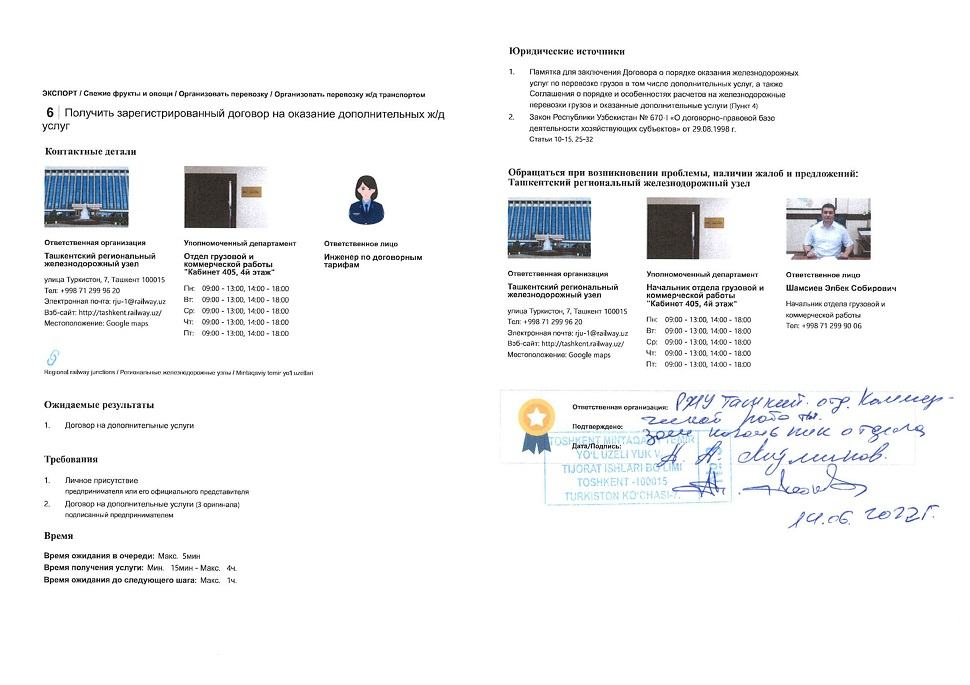 ЭКСПОРТ / Свежие фрукты и овощи / Организовать перевозку / Организовать перевозку ж/д транспортом
6 | Получить зарегистрированный договор на оказание дополнительных ж/д
услуг
Контактные детали
Ответственная организация
Ташкентский региональный
железнодорожный узел
улица Туркистон, 7, Ташкент 100015
Тел: +998 71 299 96 20
Электронная почта: rju-1@railway.uz
Вэб-сайт: http://tashkent.railway.uz/
Местоположение: Google maps
Уполномоченный департамент
Отдел грузовой и
коммерческой работы
"Кабинет 405, 4й этаж"
Пн: 09:00 - 13:00, 14:00 - 18:00
Вт: 09:00 - 13:00, 14:00 - 18:00
Ср: 09:00 - 13:00, 14:00 - 18:00
Чт: 09:00 - 13:00, 14:00 - 18:00
Пт: 09:00 - 13:00, 14:00 - 18:00
Ответственное лицо
Инженер по договорным
тарифам
Regional railway junctions / Региональные железнодорожные узлы / Mintaqaviy temir yo'l uzellari
Ожидаемые результаты
1. Договор на дополнительные услуги
Требования
1. Личное присутствие
предпринимателя или его официального представителя
2. Договор на дополнительные услуги (3 оригинала)
подписанный предпринимателем
Время
Время ожидания в очереди: Макс. 5мин
Время получения услуги: Мин. 15мин - Макс. 4ч.
Время ожидания до следующего шага: Макс. 1ч.
Юридические источники
1. Памятка для заключения Договора о порядке оказания железнодорожных
услуг по перевозке грузов в том числе дополнительных услуг, а также
Соглашения о порядке и особенностях расчетов на железнодорожные
перевозки грузов и оказанные дополнительные услуги (Пункт 4)
2. Закон Республики Узбекистан № 670-I «О договорно-правовой базе
деятельности хозяйствующих субъектов» от 29.08.1998 г.
Статьи 10-15, 25-32
Обращаться при возникновении проблемы, наличии жалоб и предложений:
Ташкентский региональный железнодорожный узел
Ответственная организация
Ташкентский региональный
железнодорожный узел
улица Туркистон, 7, Ташкент 100015
Тел: +998 71 299 96 20
Электронная почта: rju-1@railway.uz
Вэб-сайт: http://tashkent.railway.uz/
Местоположение: Google maps
Уполномоченный департамент
Начальник отдела грузовой и
коммерческой работы
"Кабинет 405, 4й этаж"
Пн: 09:00 - 13:00, 14:00 - 18:00
Вт: 09:00 - 13:00, 14:00 - 18:00
Ср: 09:00 - 13:00, 14:00 - 18:00
Чт: 09:00 - 13:00, 14:00 - 18:00
Пт: 09:00 - 13:00, 14:00 - 18:00
Ответственное лицо
Шамсиев Элбек Собирович
Начальник отдела грузовой и
коммерческой работы
Тел: +998 71 299 90 06
Ответственная организация: РЖУ Ташкент. отд. Коммер-
ческой работы.
Подтверждено: зам начальник отдела
Дата/Подпись:
TOSHKENT MINTAQAVIY TEMIR
YO'L UZELI YUK V
TIJORAT ISHLARI BO'LIMI
TOSHKENT -100015
TURKISTON KO'CHASI-7.
14.06.2022г.